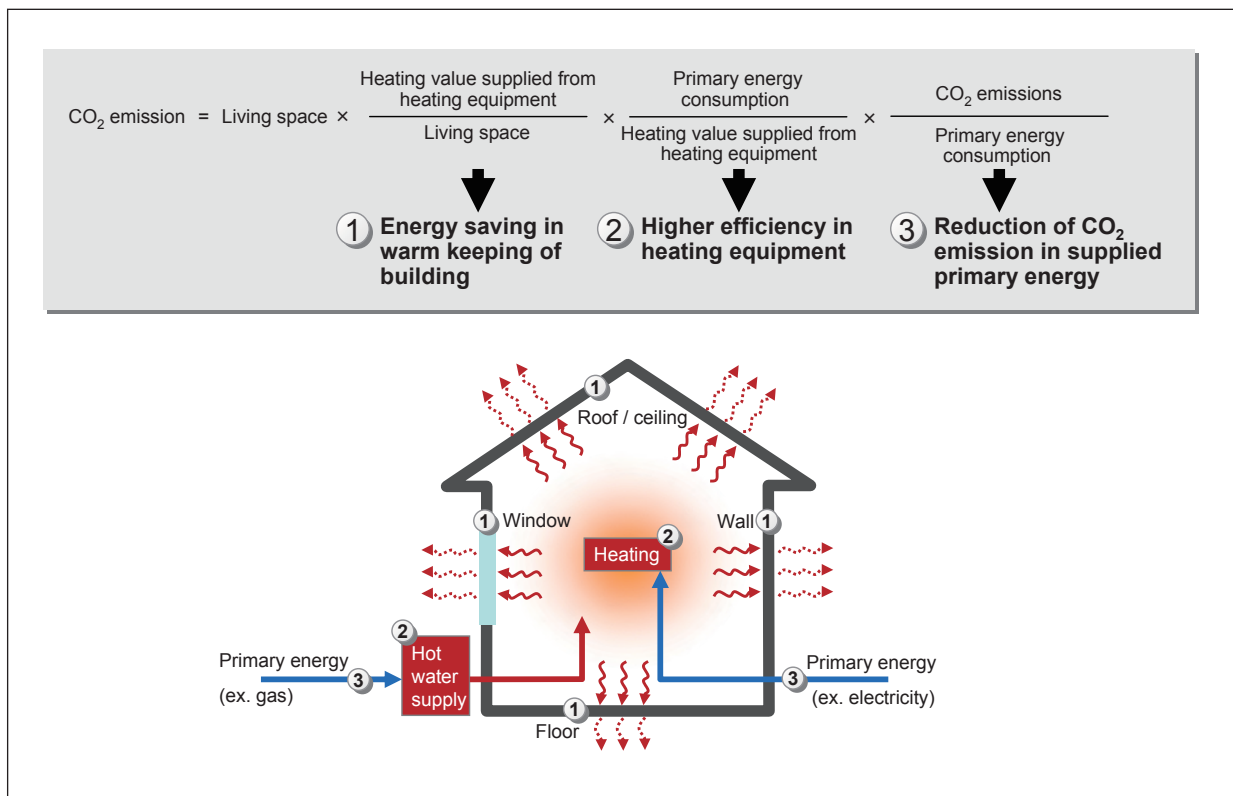 Heating value supplied from
heating equipment
Primary energy
consumption
CO₂ emissions
CO₂ emission = Living space × × ×
Living space
Heating value supplied from
heating equipment
Primary energy
consumption
1 Energy saving in
warm keeping of
building
2 Higher efficiency in
heating equipment
3 Reduction of CO₂
emission in supplied
primary energy
1
Roof / ceiling
1 Window
Wall 1
Heating 2
2
Hot
water
supply
Primary energy
(ex. gas)
3
3
Primary energy
(ex. electricity)
1
Floor